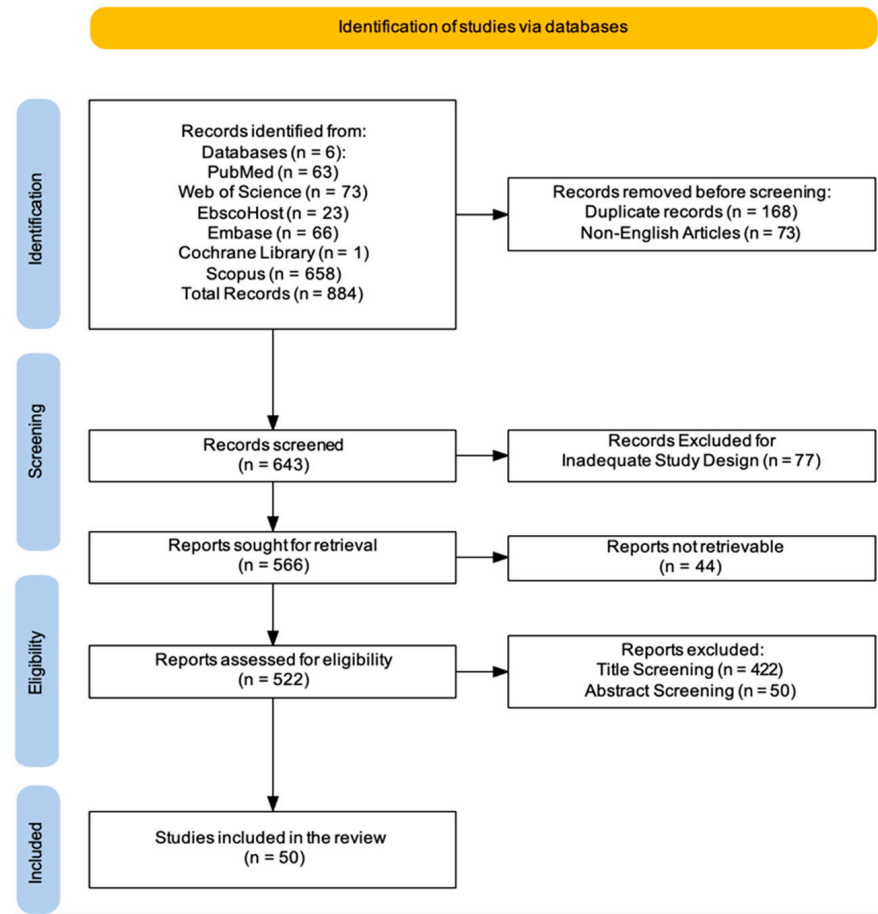 Identification of studies via databases
Identification
Records identified from:
Databases (n = 6):
PubMed (n = 63)
Web of Science (n = 73)
EbscoHost (n = 23)
Embase (n = 66)
Cochrane Library (n = 1)
Scopus (n = 658)
Total Records (n = 884)
Records removed before screening:
Duplicate records (n = 168)
Non-English Articles (n = 73)
Screening
Records screened
(n = 643)
Records Excluded for
Inadequate Study Design (n = 77)
Reports sought for retrieval
(n = 566)
Reports not retrievable
(n = 44)
Eligibility
Reports assessed for eligibility
(n = 522)
Reports excluded:
Title Screening (n = 422)
Abstract Screening (n = 50)
Included
Studies included in the review
(n = 50)